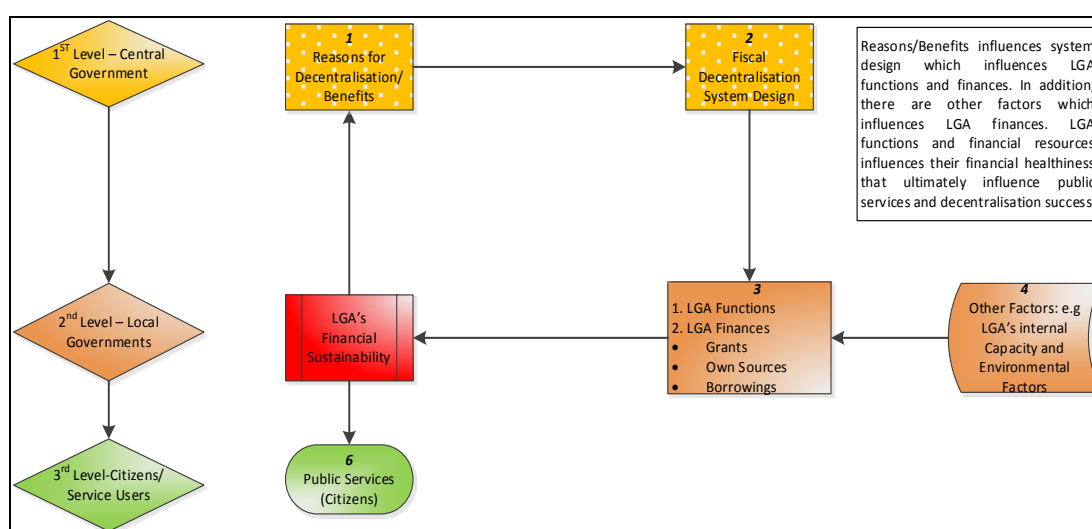 1ST Level – Central
Government
1
Reasons for
Decentralisation/
Benefits
2
Fiscal
Decentralisation
System Design
Reasons/Benefits influences system
design which influences LGA
functions and finances. In addition,
there are other factors which
influences LGA finances. LGA
functions and financial resources
influences their financial healthiness
that ultimately influence public
services and decentralisation success
2nd Level – Local
Governments
LGA's
Financial
Sustainability
3
1. LGA Functions
2. LGA Finances
• Grants
• Own Sources
• Borrowings
4
Other Factors: e.g
LGA's internal
Capacity and
Environmental
Factors
3rd Level-Citizens/
Service Users
6
Public Services
(Citizens)